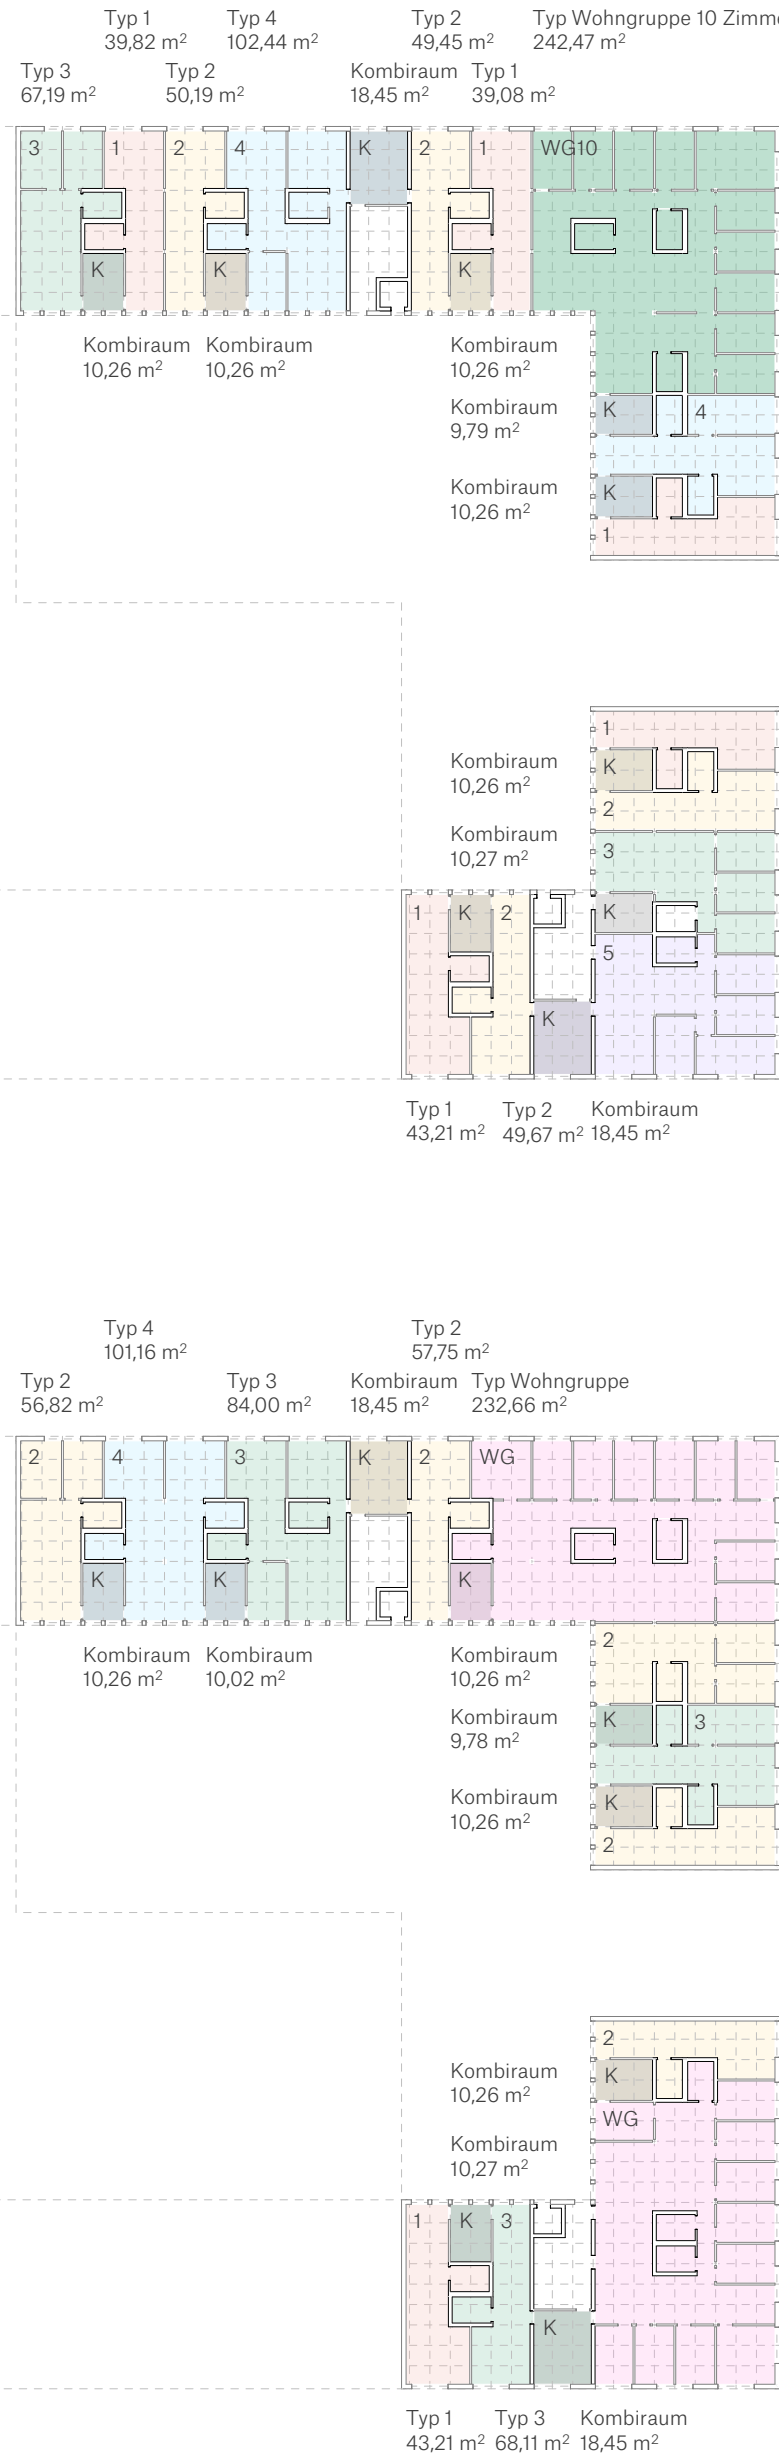 Typ 1
39,82 m²
Typ 4
102,44 m²
Typ 2
49,45 m²
Typ Wohngruppe 10 Zimme
242,47 m²
Typ 3
67,19 m²
Typ 2
50,19 m²
Kombiraum
18,45 m²
Typ 1
39,08 m²
3
1
2
4
K
2
1
WG10
K
K
K
Kombiraum
10,26 m²
Kombiraum
10,26 m²
Kombiraum
10,26 m²
Kombiraum
9,79 m²
K
4
Kombiraum
10,26 m²
K
1
1
Kombiraum
10,26 m²
K
2
Kombiraum
10,27 m²
3
1
K
2
K
5
K
Typ 1
43,21 m²
Typ 2
49,67 m²
Kombiraum
18,45 m²
Typ 4
101,16 m²
Typ 2
57,75 m²
Typ 2
56,82 m²
Typ 3
84,00 m²
Kombiraum
18,45 m²
Typ Wohngruppe
232,66 m²
2
4
3
K
2
WG
K
K
K
Kombiraum
10,26 m²
Kombiraum
10,02 m²
Kombiraum
10,26 m²
2
Kombiraum
9,78 m²
K
3
Kombiraum
10,26 m²
K
2
2
Kombiraum
10,26 m²
K
WG
Kombiraum
10,27 m²
1
K
3
K
Typ 1
43,21 m²
Typ 3
68,11 m²
Kombiraum
18,45 m²